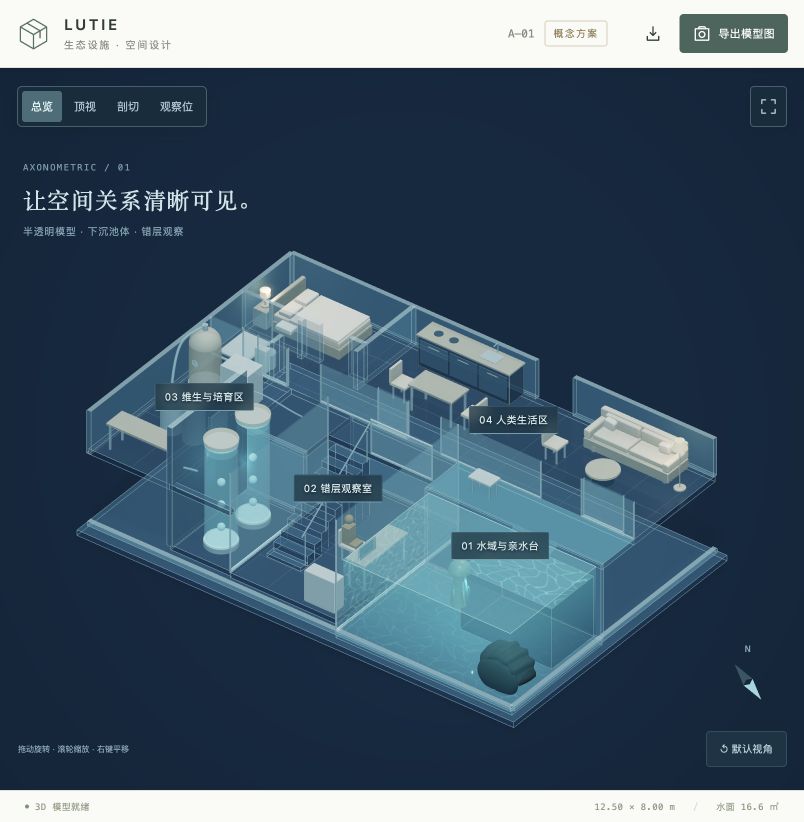 LUTIE
生态设施 · 空间设计
A—01
概念方案
导出模型图
总览
顶视
剖切
观察位
AXONOMETRIC / 01
让空间关系清晰可见。
半透明模型 · 下沉池体 · 错层观察
03 维生与培育区
04 人类生活区
02 错层观察室
01 水域与亲水台
N
拖动旋转 · 滚轮缩放 · 右键平移
默认视角
3D 模型就绪
12.50 × 8.00 m / 水面 16.6 ㎡